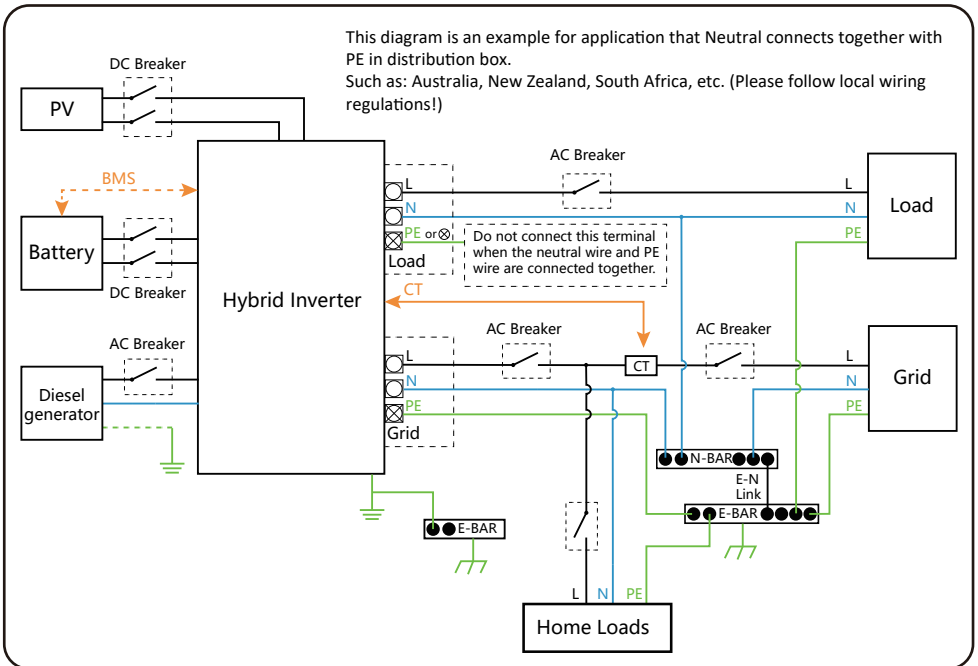 This diagram is an example for application that Neutral connects together with
PE in distribution box.
Such as: Australia, New Zealand, South Africa, etc. (Please follow local wiring
regulations!)
DC Breaker
PV
AC Breaker
BMS
L
L
N
N
Load
Battery
PE or⊗
Do not connect this terminal
when the neutral wire and PE
wire are connected together.
PE
Load
DC Breaker
CT
Hybrid Inverter
AC Breaker
AC Breaker
AC Breaker
L
CT
L
Diesel
generator
N
N
Grid
PE
PE
Grid
N-BAR
E-N
Link
E-BAR
E-BAR
L
N
PE
Home Loads